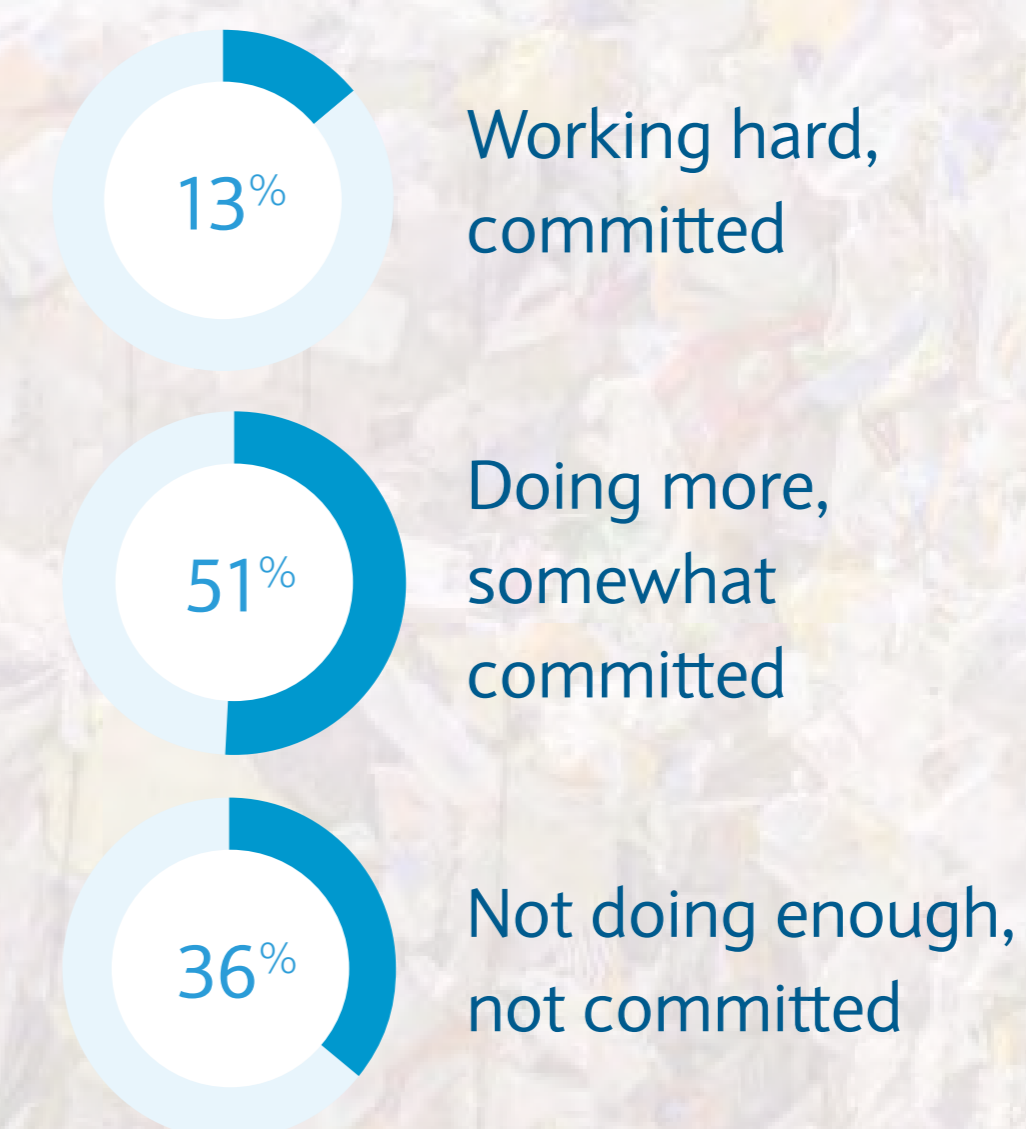 13%
Working hard,
committed
51%
Doing more,
somewhat
committed
36%
Not doing enough,
not committed